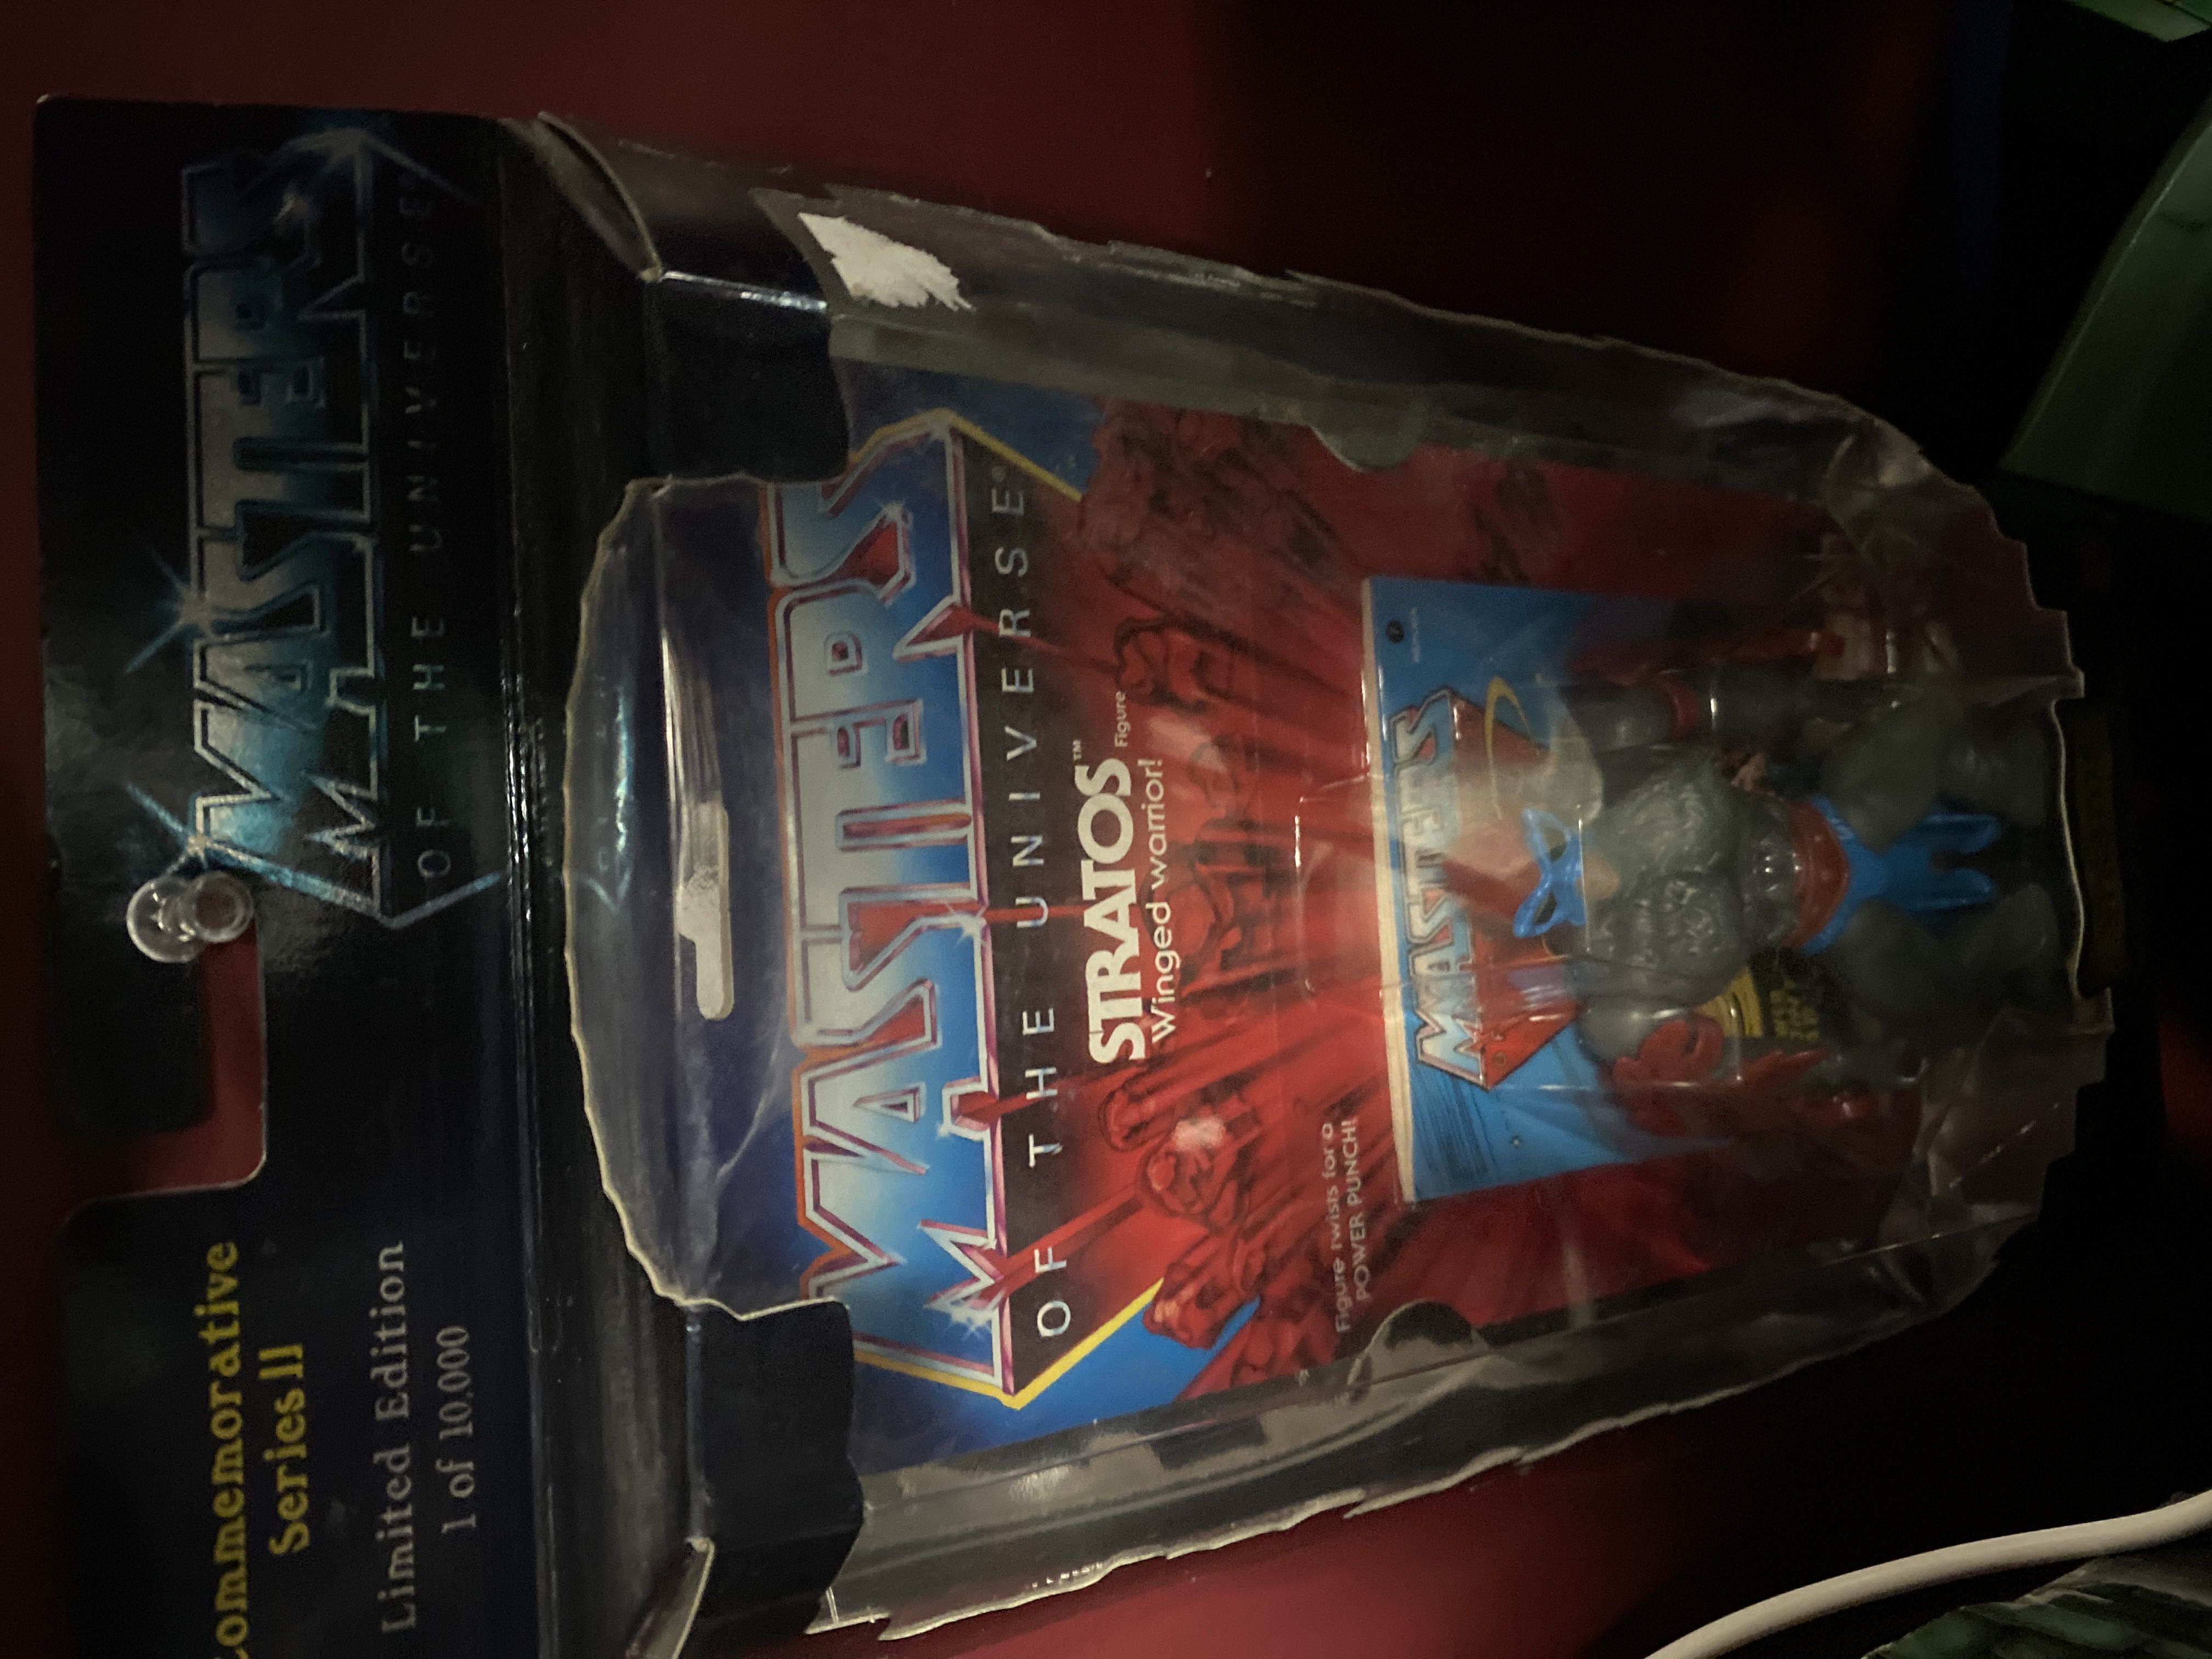 MASTERS
OF THE UNIVERSE
Commemorative
Series II
Limited Edition
1 of 10,000
MASTERS
OF THE UNIVERSE®
STRATOS™ Figure
Winged warrior!
Figure twists for a
POWER PUNCH!
MASTERS